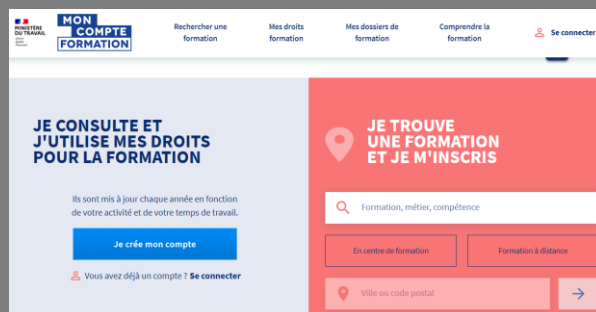 MINISTÈRE
DU TRAVAIL
MON
COMPTE
FORMATION
Rechercher une
formation
Mes droits
formation
Mes dossiers de
formation
Comprendre la
formation
Se connecter
JE CONSULTE ET
J'UTILISE MES DROITS
POUR LA FORMATION
Ils sont mis à jour chaque année en fonction
de votre activité et de votre temps de travail.
Je crée mon compte
Vous avez déjà un compte ? Se connecter
JE TROUVE
UNE FORMATION
ET JE M'INSCRIS
Formation, métier, compétence
En centre de formation
Formation à distance
Ville ou code postal